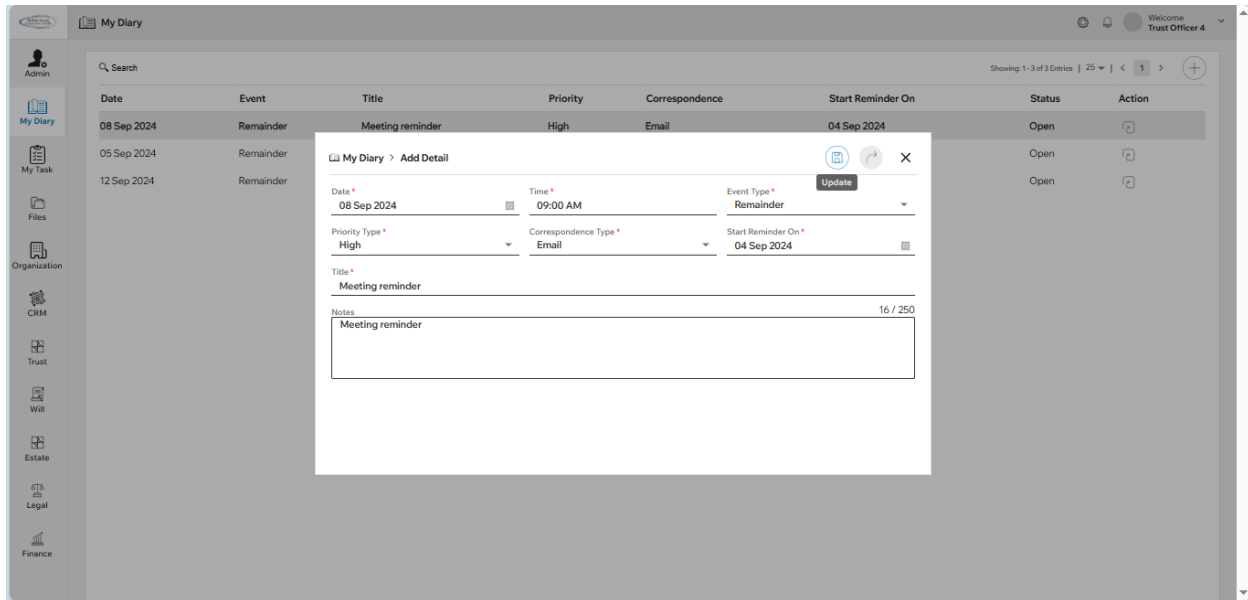 My Diary
Welcome
Trust Officer 4
Admin
My Diary
My Task
Files
Organization
CRM
Trust
Will
Estate
Legal
Finance
Search
Showing: 1 - 3 of 3 Entries | 25 | < 1 >
Date Event Title Priority Correspondence Start Reminder On Status Action
08 Sep 2024 Remainder Meeting reminder High Email 04 Sep 2024 Open
05 Sep 2024 Remainder Open
12 Sep 2024 Remainder Open
My Diary > Add Detail
Update
Date * Time * Event Type *
08 Sep 2024 09:00 AM Remainder
Priority Type * Correspondence Type * Start Reminder On *
High Email 04 Sep 2024
Title *
Meeting reminder
Notes 16 / 250
Meeting reminder